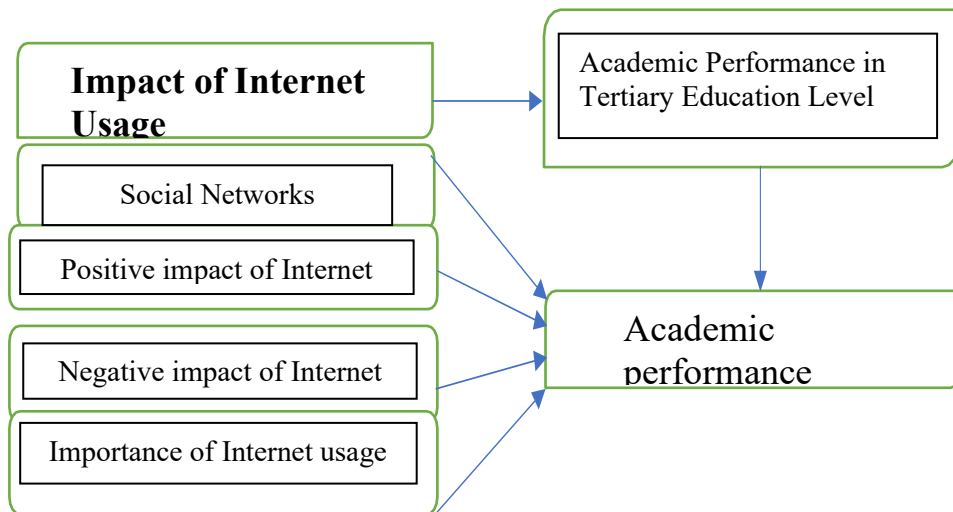 Impact of Internet
Usage
Academic Performance in
Tertiary Education Level
Social Networks
Positive impact of Internet
Negative impact of Internet
Importance of Internet usage
Academic
performance